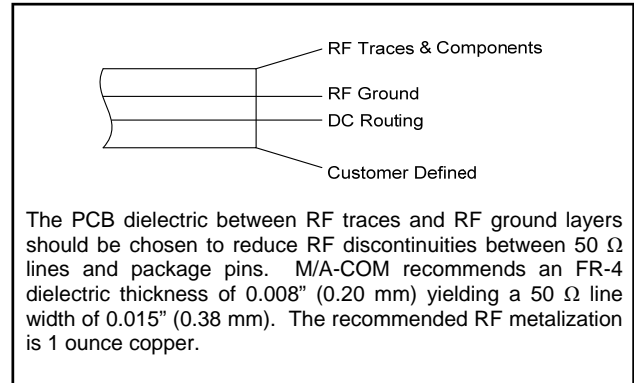 RF Traces & Components
RF Ground
DC Routing
Customer Defined
The PCB dielectric between RF traces and RF ground layers
should be chosen to reduce RF discontinuities between 50 Ω
lines and package pins. M/A-COM recommends an FR-4
dielectric thickness of 0.008” (0.20 mm) yielding a 50 Ω line
width of 0.015” (0.38 mm). The recommended RF metalization
is 1 ounce copper.